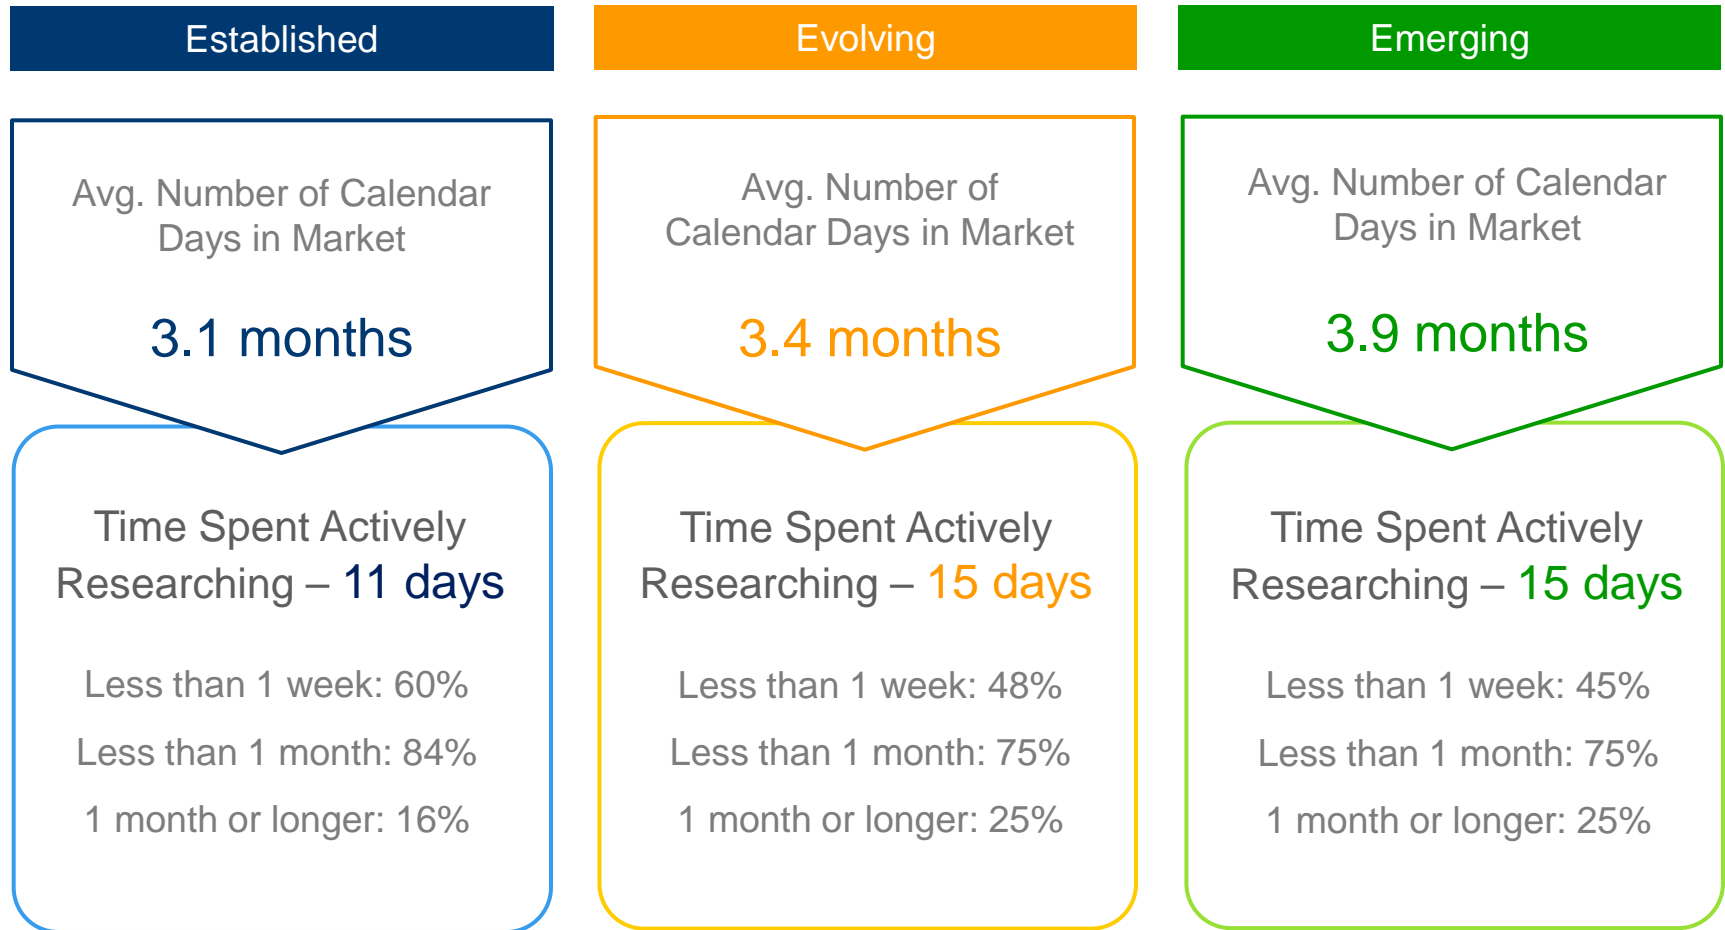 Established
Avg. Number of Calendar
Days in Market
3.1 months
Time Spent Actively
Researching – 11 days
Less than 1 week: 60%
Less than 1 month: 84%
1 month or longer: 16%
Evolving
Avg. Number of
Calendar Days in Market
3.4 months
Time Spent Actively
Researching – 15 days
Less than 1 week: 48%
Less than 1 month: 75%
1 month or longer: 25%
Emerging
Avg. Number of Calendar
Days in Market
3.9 months
Time Spent Actively
Researching – 15 days
Less than 1 week: 45%
Less than 1 month: 75%
1 month or longer: 25%